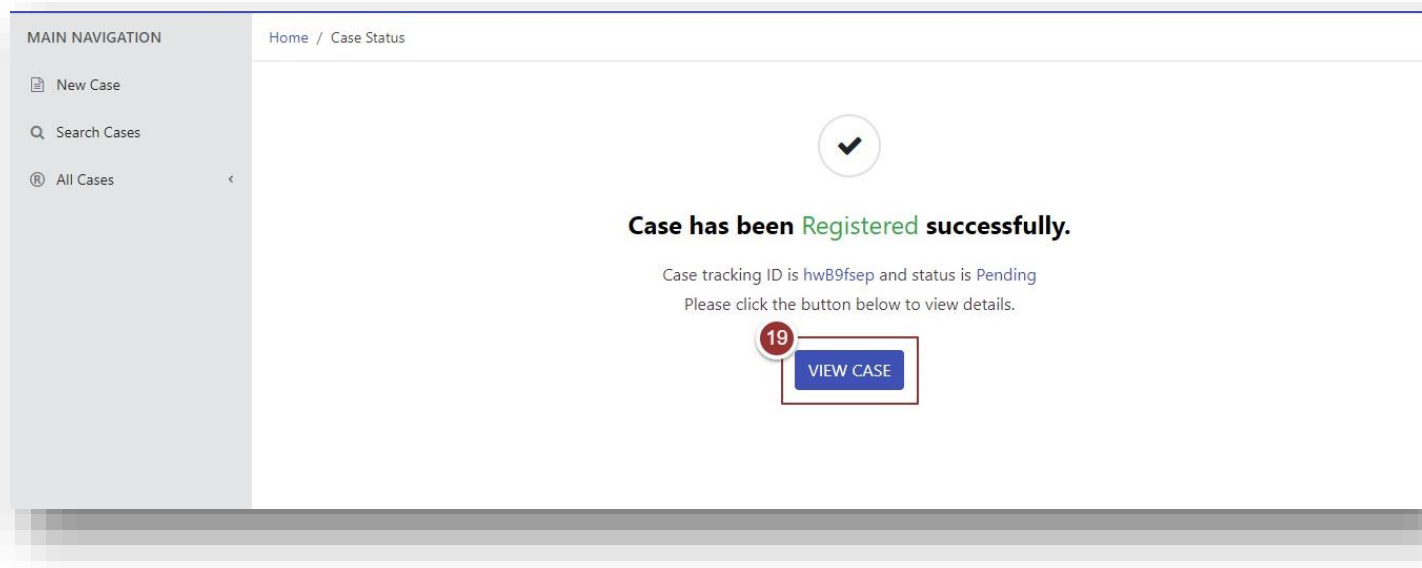 MAIN NAVIGATION
New Case
Search Cases
All Cases
Home / Case Status
Case has been Registered successfully.
Case tracking ID is hwB9fsep and status is Pending
Please click the button below to view details.
19
VIEW CASE